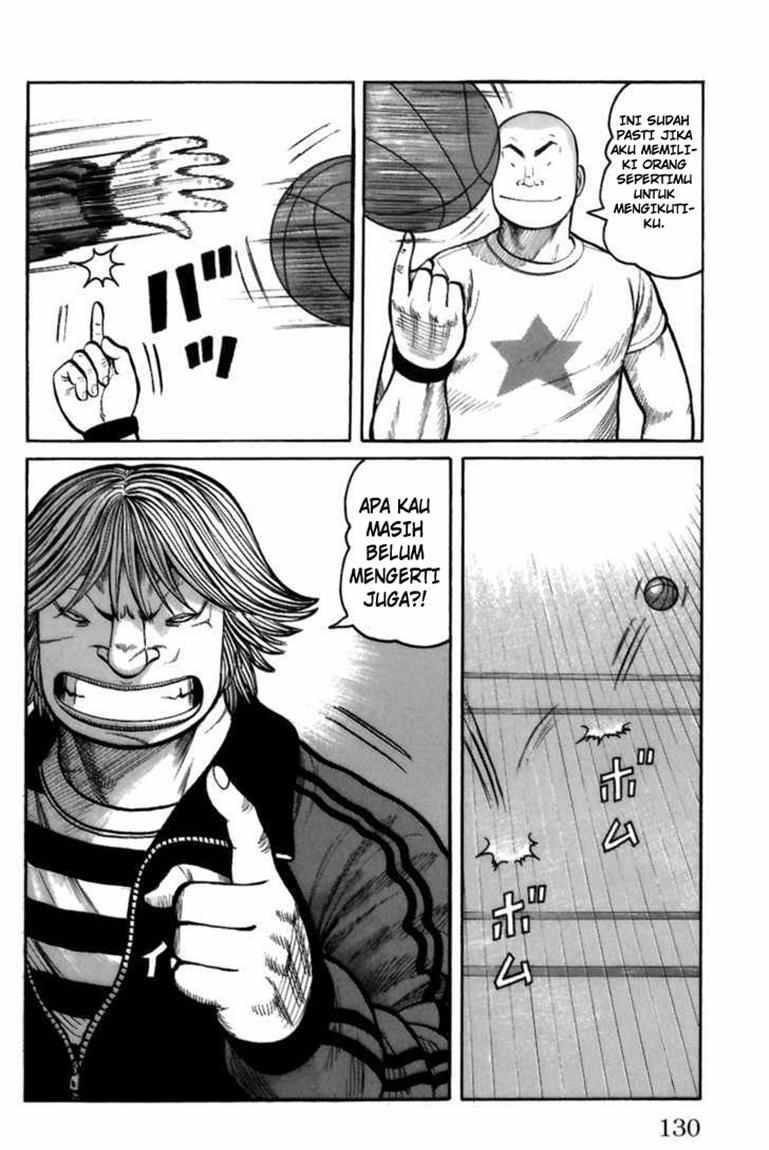 INI SUDAH
PASTI JIKA
AKU MEMILI-
KI ORANG
SEPERTIMU
UNTUK
MENGIKUTI-
KU.
バッ
ボム
ボム
APA KAU
MASIH
BELUM
MENGERTI
JUGA?!
イ
130